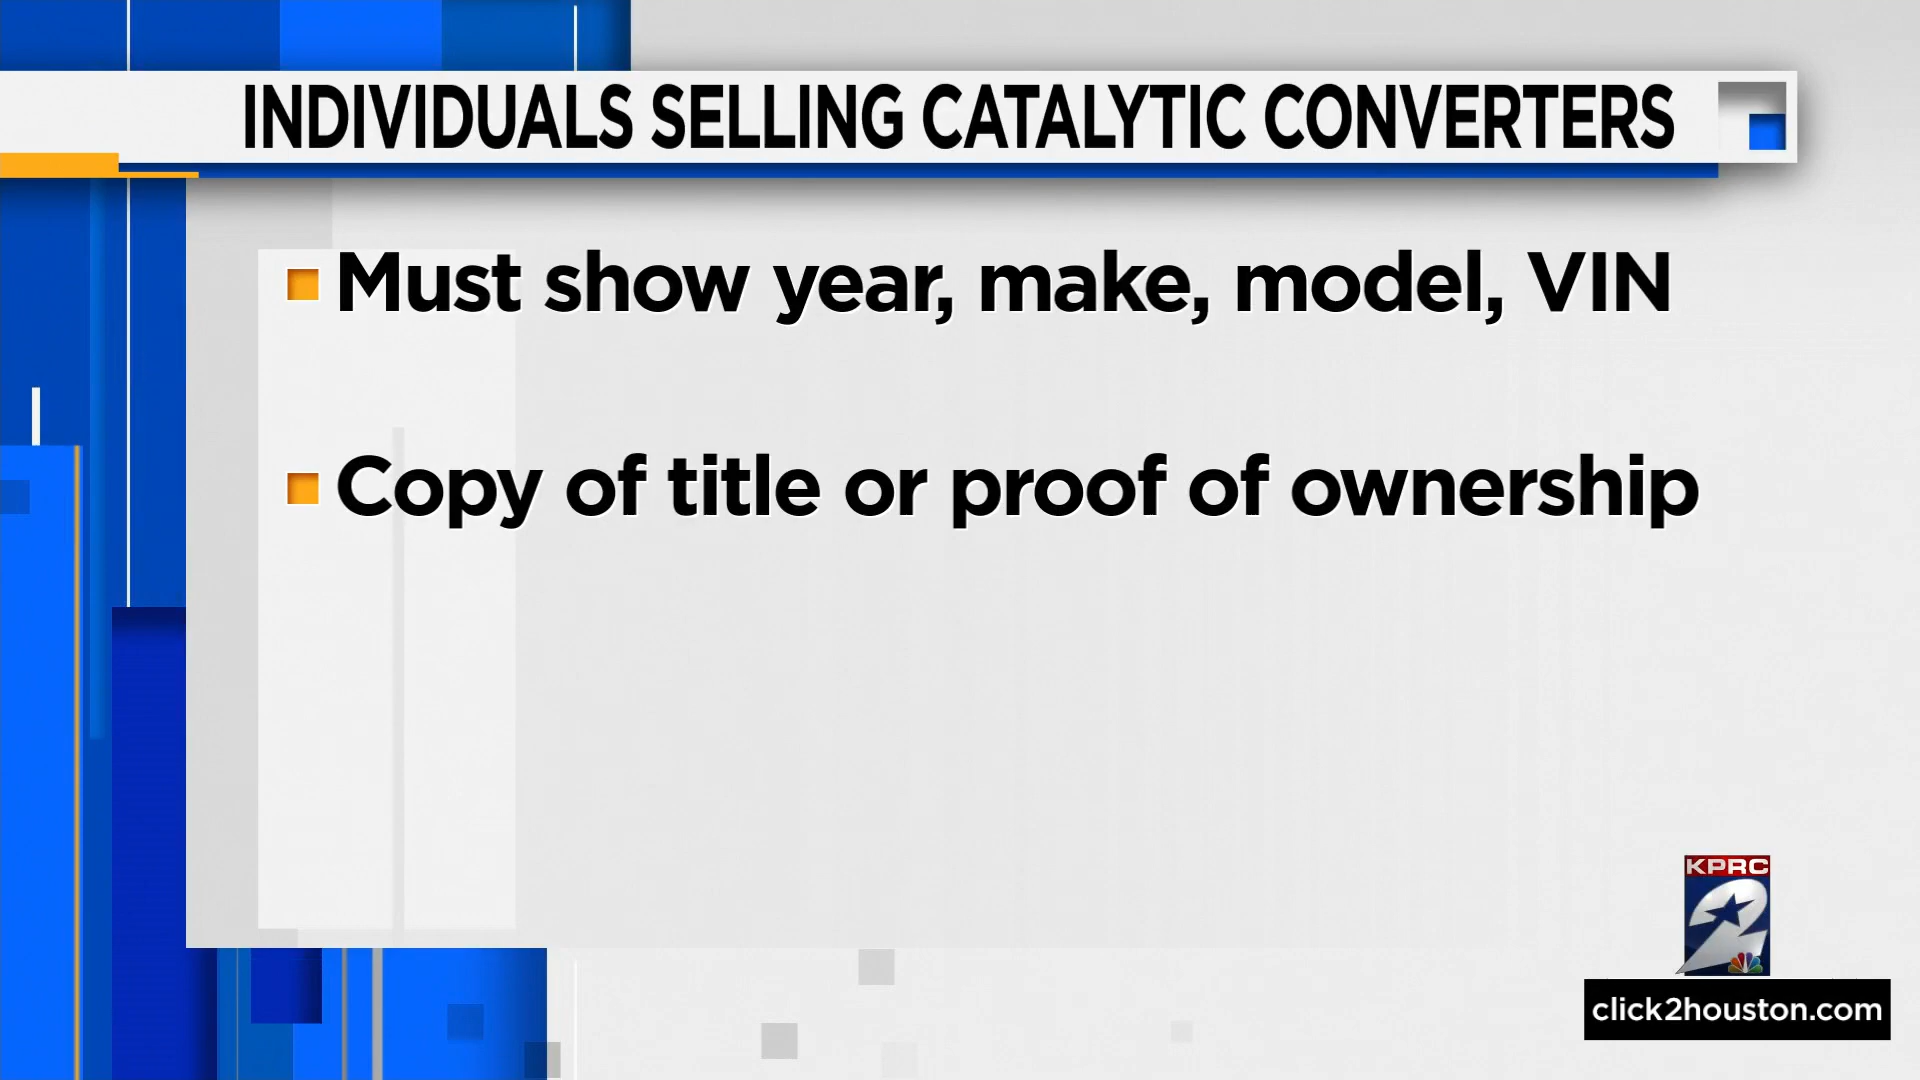 INDIVIDUALS SELLING CATALYTIC CONVERTERS
Must show year, make, model, VIN
Copy of title or proof of ownership
KPRC
2
click2houston.com